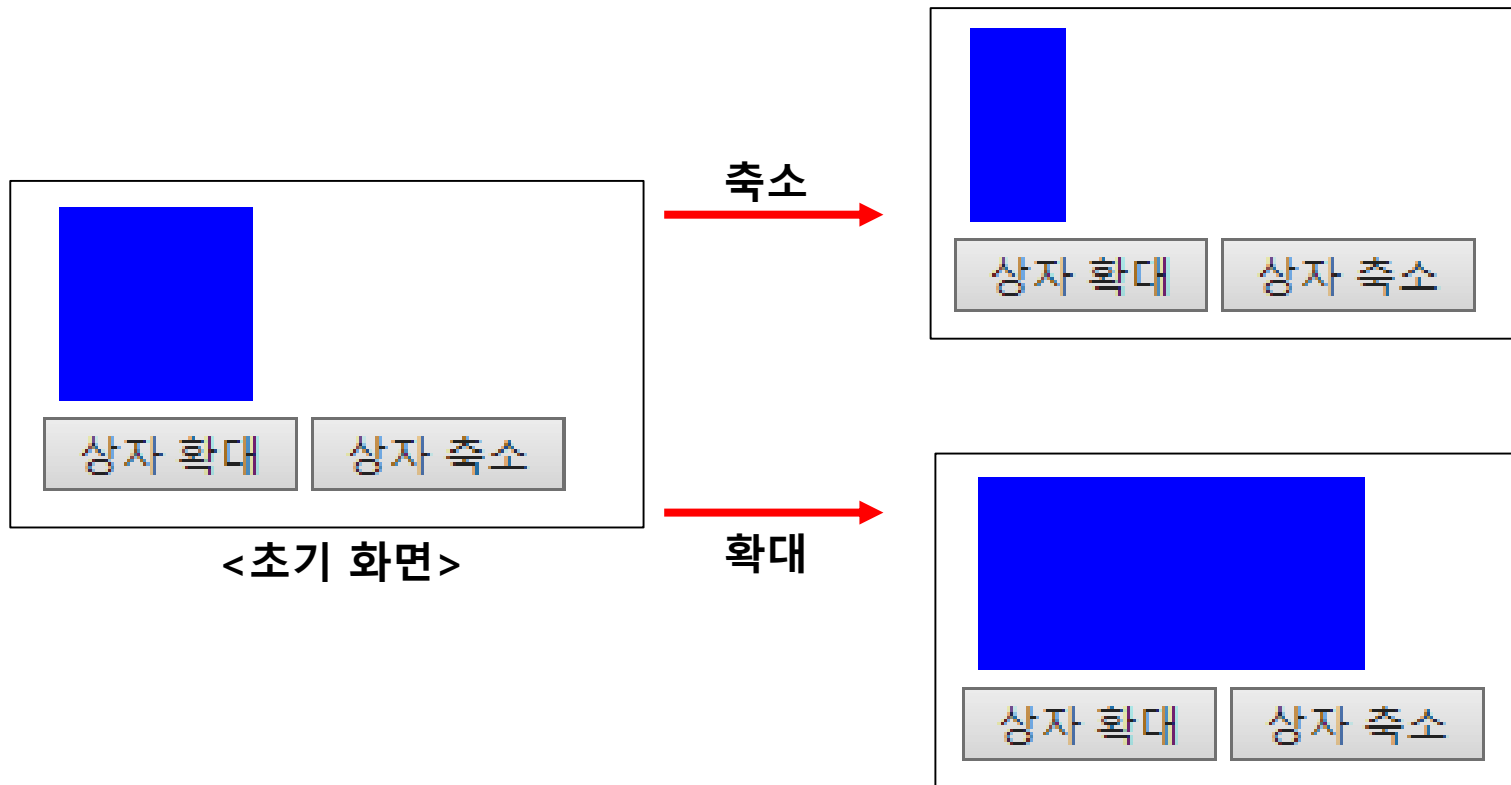 축소
상자 확대 상자 축소
상자 확대 상자 축소
<초기 화면>
확대
상자 확대 상자 축소